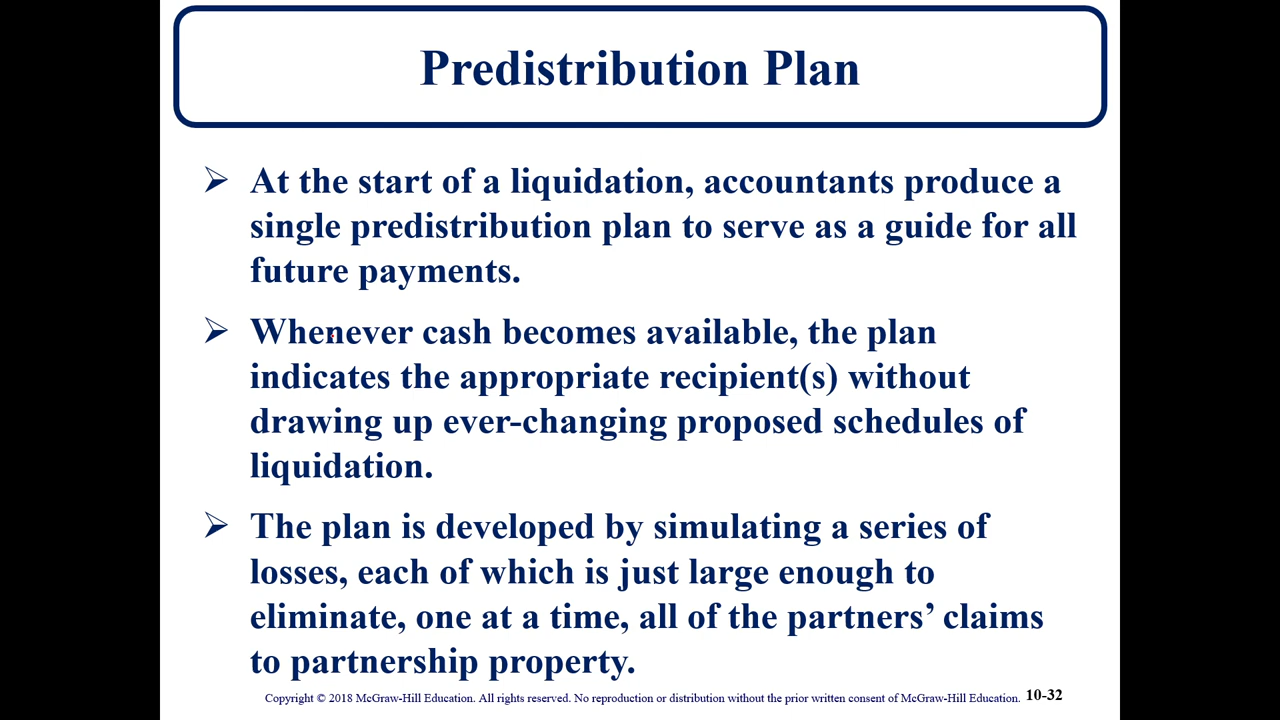 Predistribution Plan
➢ At the start of a liquidation, accountants produce a
single predistribution plan to serve as a guide for all
future payments.
➢ Whenever cash becomes available, the plan
indicates the appropriate recipient(s) without
drawing up ever-changing proposed schedules of
liquidation.
➢ The plan is developed by simulating a series of
losses, each of which is just large enough to
eliminate, one at a time, all of the partners’ claims
to partnership property.
Copyright © 2018 McGraw-Hill Education. All rights reserved. No reproduction or distribution without the prior written consent of McGraw-Hill Education. 10-32